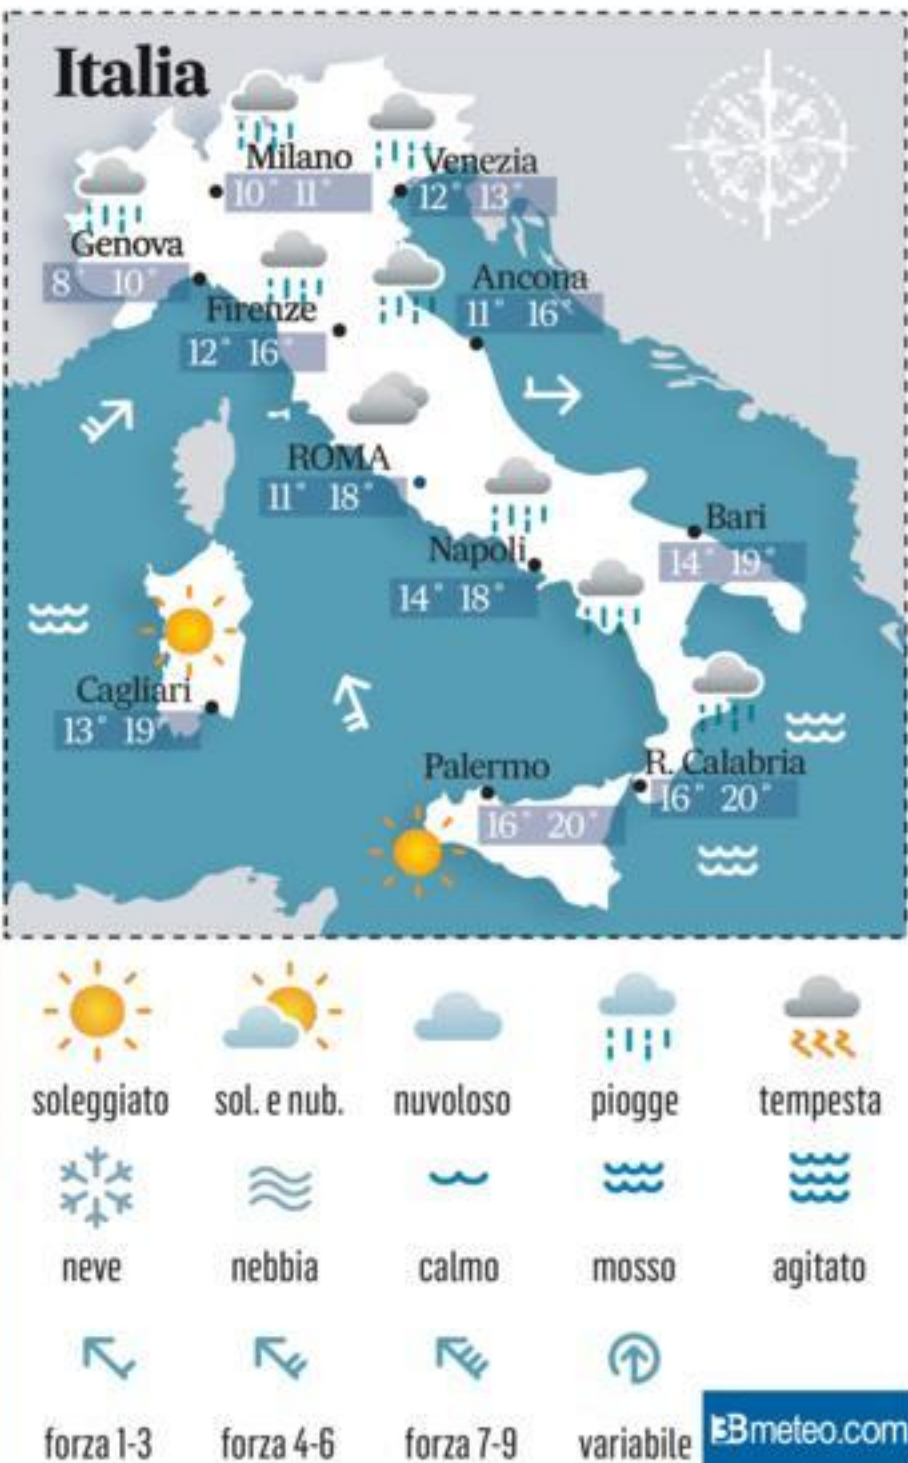 Italia
Milano
10° 11°
Venezia
12° 13°
Genova
8° 10°
Firenze
12° 16°
Ancona
11° 16°
ROMA
11° 18°
Napoli
14° 18°
Bari
14° 19°
Cagliari
13° 19°
Palermo
16° 20°
R. Calabria
16° 20°
soleggiato sol. e nub. nuvoloso piogge tempesta
neve nebbia calmo mosso agitato
forza 1-3 forza 4-6 forza 7-9 variabile
3Bmeteo.com